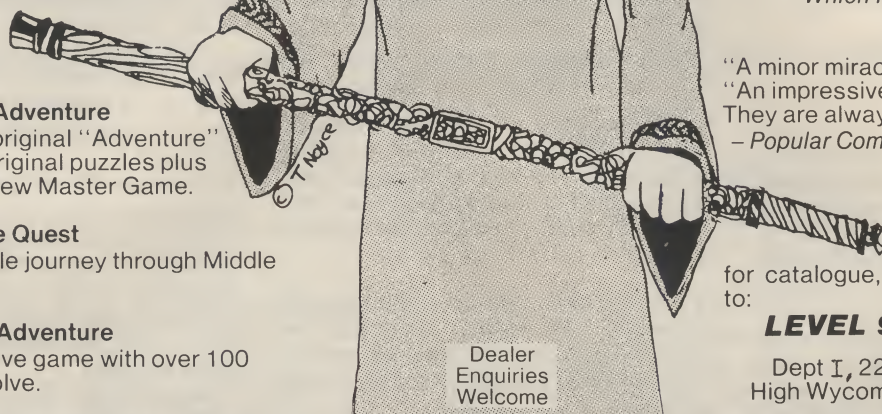 Adventure
original "Adventure"
riginal puzzles plus
ew Master Game.
e Quest
le journey through Middle
Adventure
ve game with over 100
olve.
© T Noyce
Dealer
Enquiries
Welcome
"A minor mirac
"An impressive
They are alway
– Popular Com
for catalogue,
to:
LEVEL 9
Dept I, 22
High Wycom